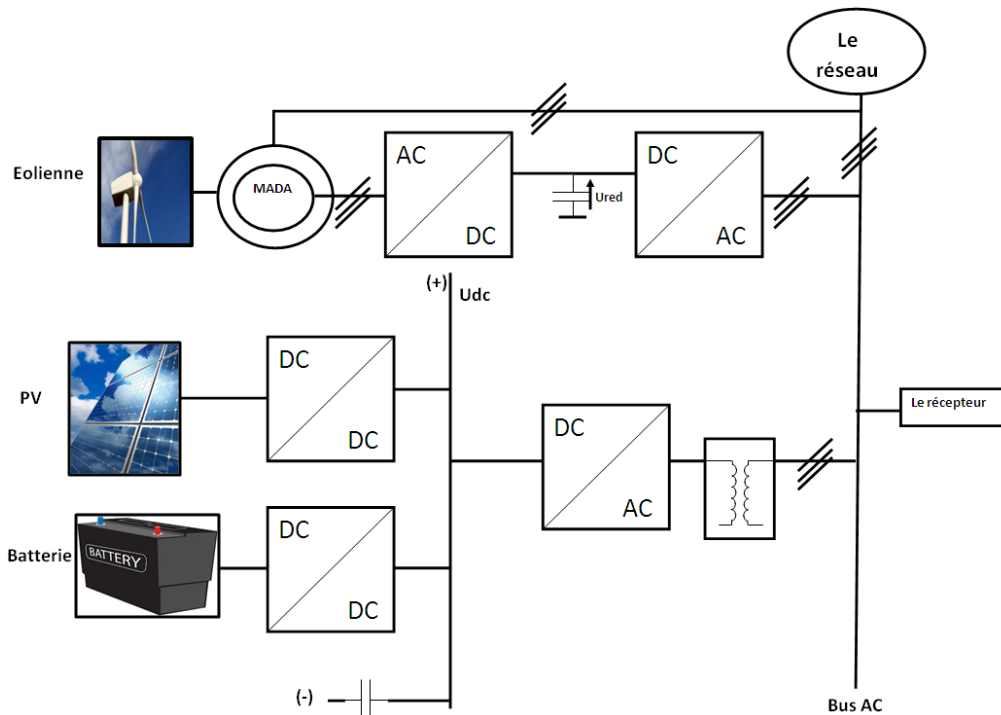 Le
réseau
Eolienne
MADA
AC
DC
Ured
DC
AC
(+)
Udc
PV
DC
DC
DC
AC
Le récepteur
Batterie
BATTERY
DC
DC
(-)
Bus AC